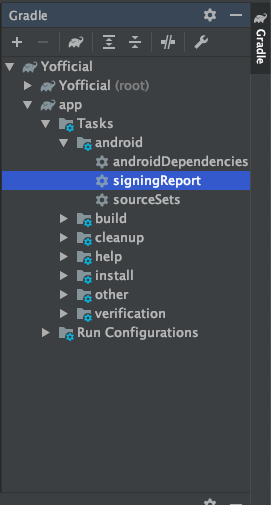 Gradle
Gradle
Yofficial
Yofficial (root)
app
Tasks
android
androidDependencies
signingReport
sourceSets
build
cleanup
help
install
other
verification
Run Configurations